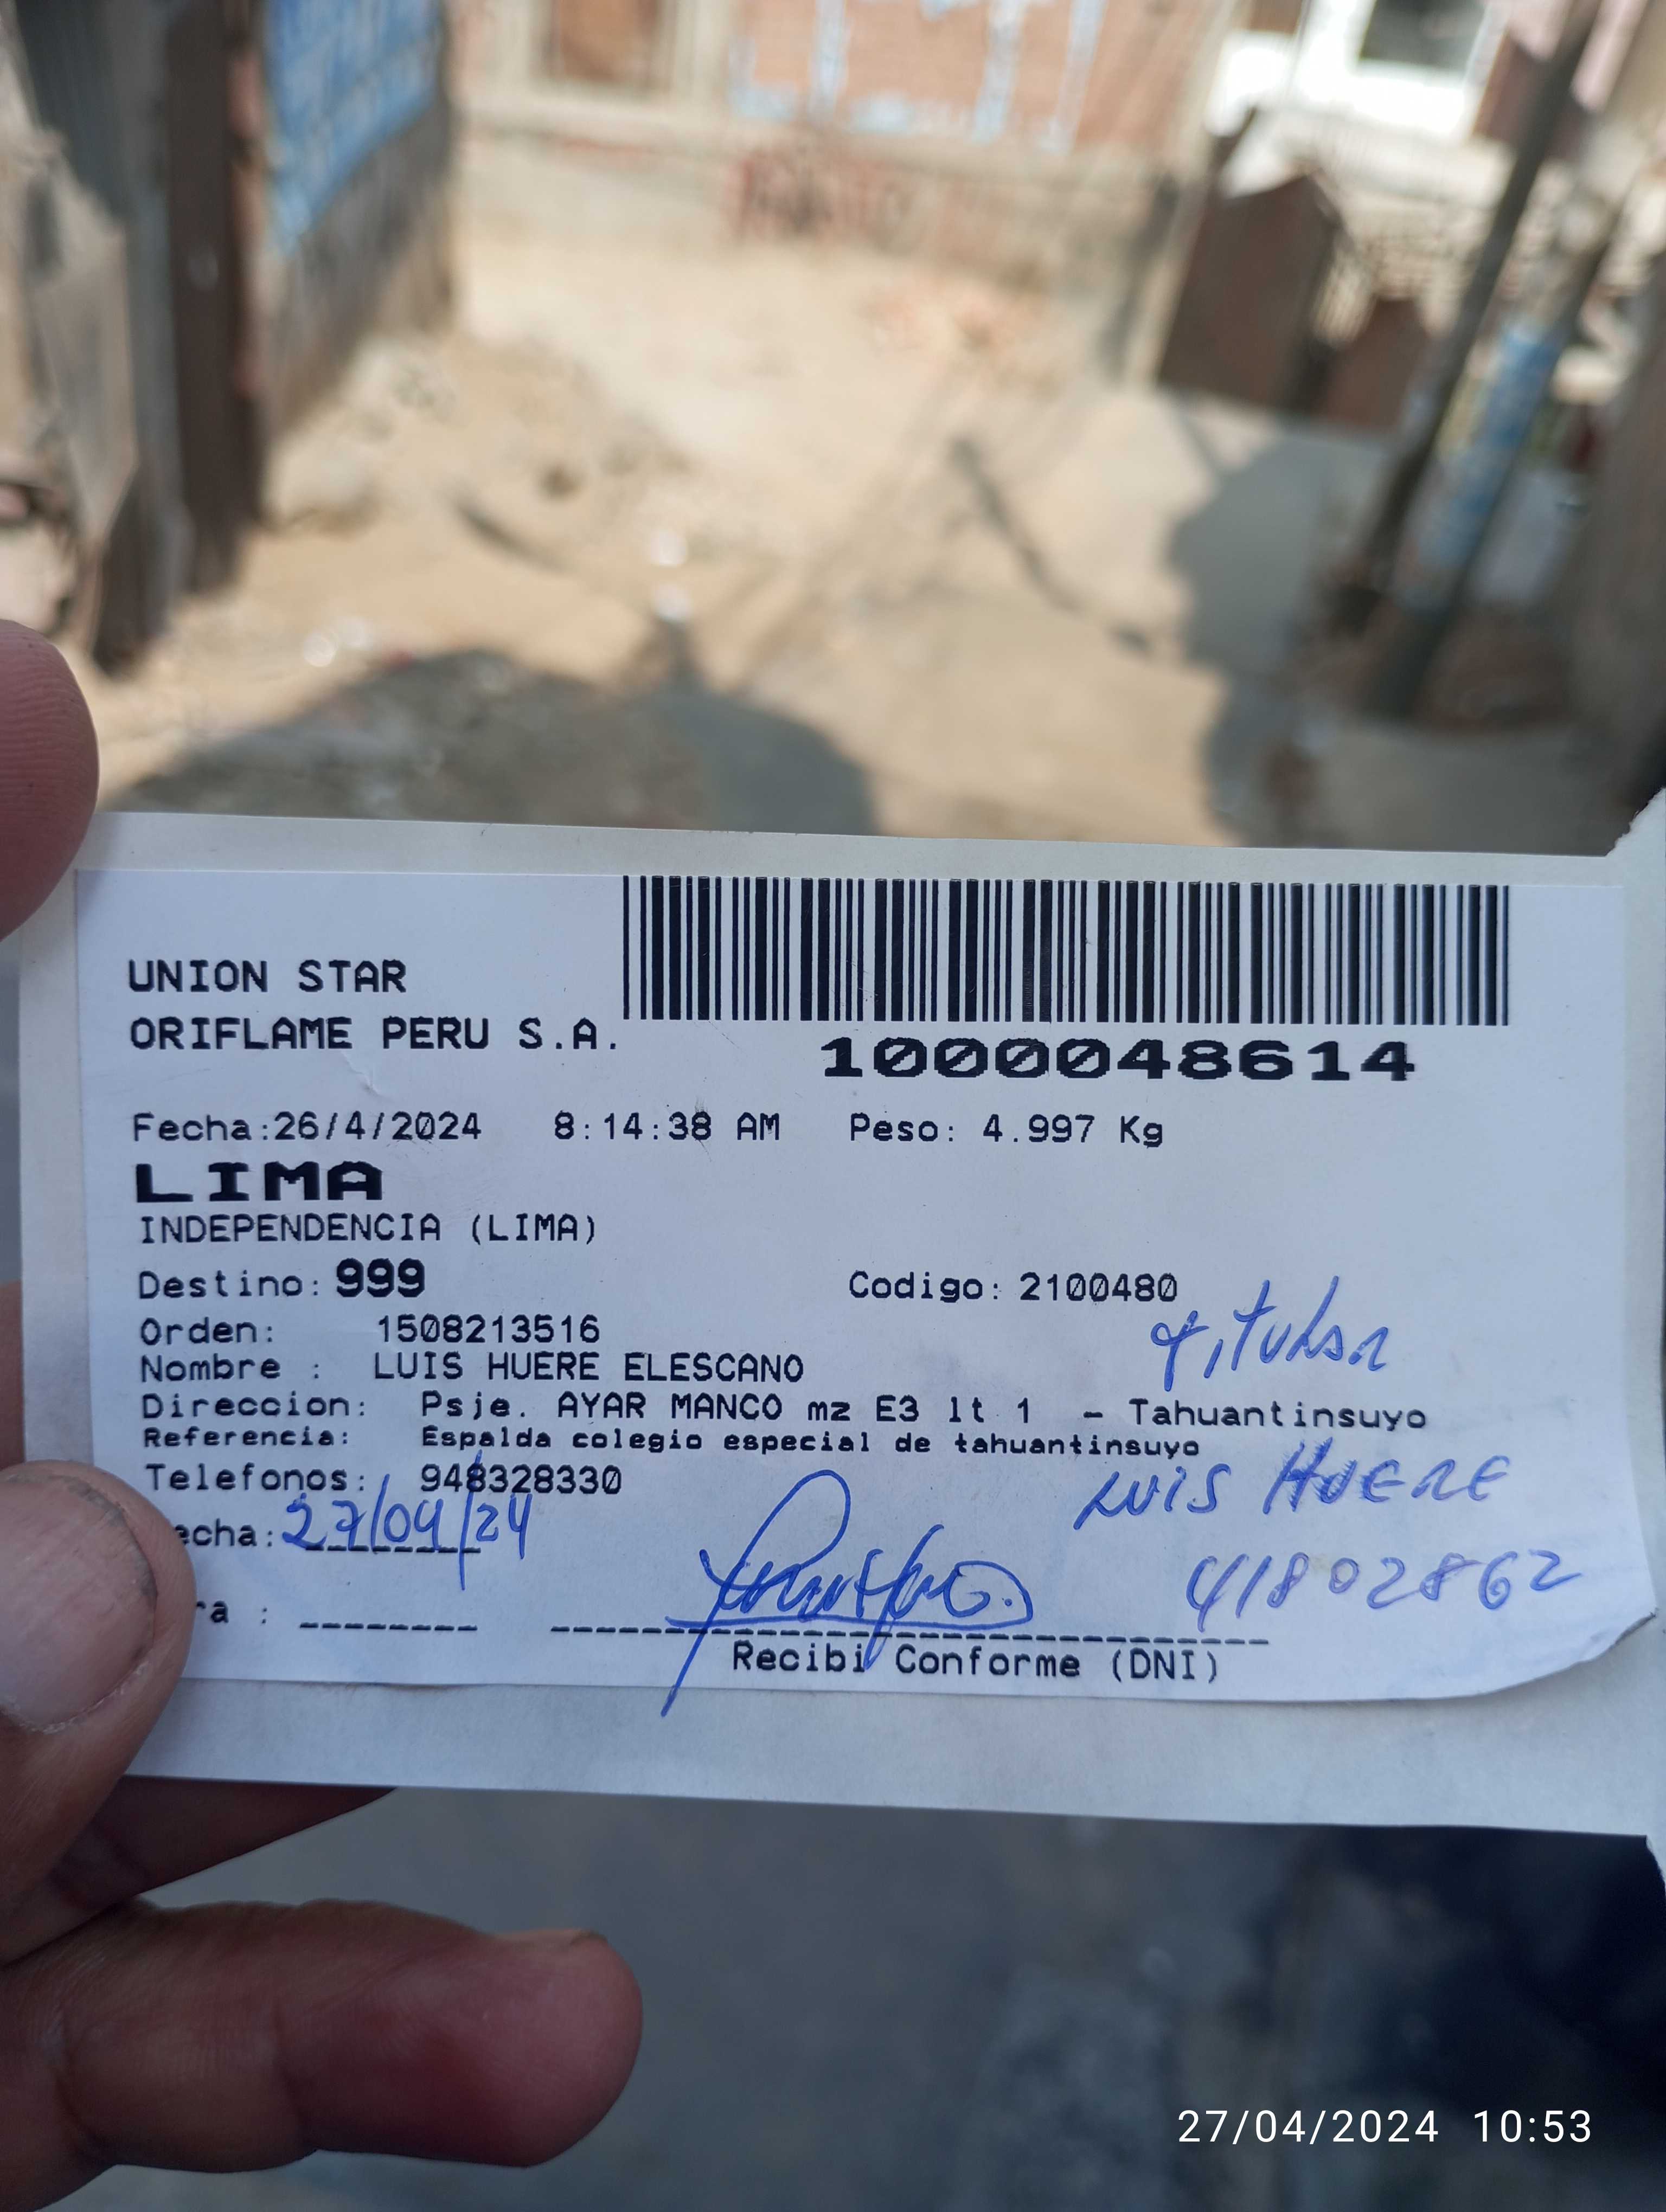 UNION STAR
ORIFLAME PERU S.A.
1000048614
Fecha:26/4/2024 8:14:38 AM Peso: 4.997 Kg
LIMA
INDEPENDENCIA (LIMA)
Destino: 999 Codigo: 2100480
Orden: 1508213516 Titular
Nombre : LUIS HUERE ELESCANO
Direccion: Psje. AYAR MANCO mz E3 lt 1 - Tahuantinsuyo
Referencia: Espalda colegio especial de tahuantinsuyo
Telefonos: 948328330 LUIS HUERE
echa: 27/04/24
ra : 41802862
Recibi Conforme (DNI)
27/04/2024 10:53